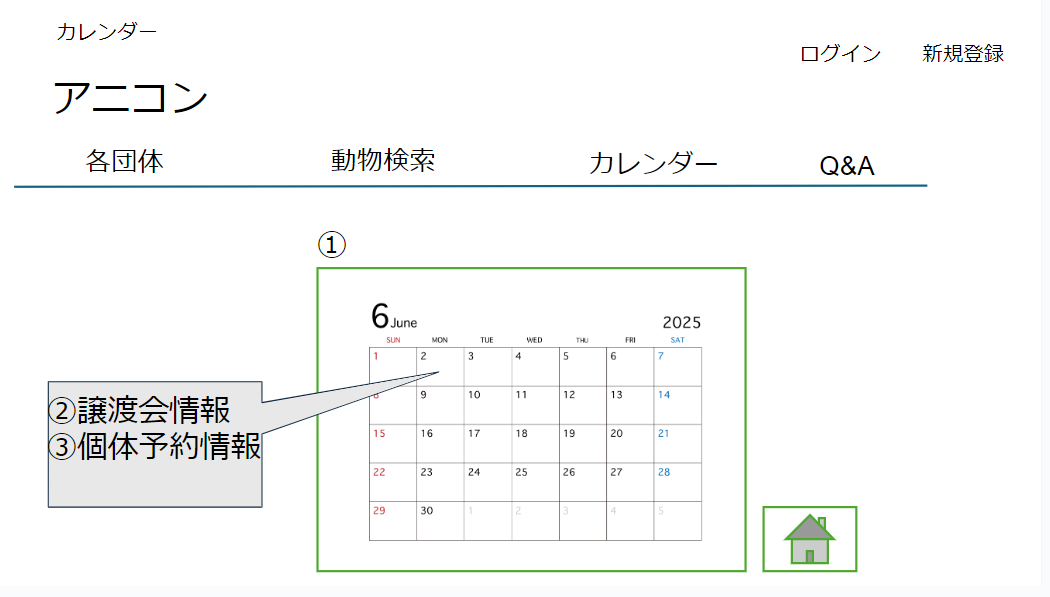 カレンダー
ログイン 新規登録
アニコン
各団体 動物検索 カレンダー Q&A
①
6 June 2025
SUN MON TUE WED THU FRI SAT
1 2 3 4 5 6 7
8 9 10 11 12 13 14
15 16 17 18 19 20 21
22 23 24 25 26 27 28
29 30 1 2 3 4 5
②譲渡会情報
③個体予約情報